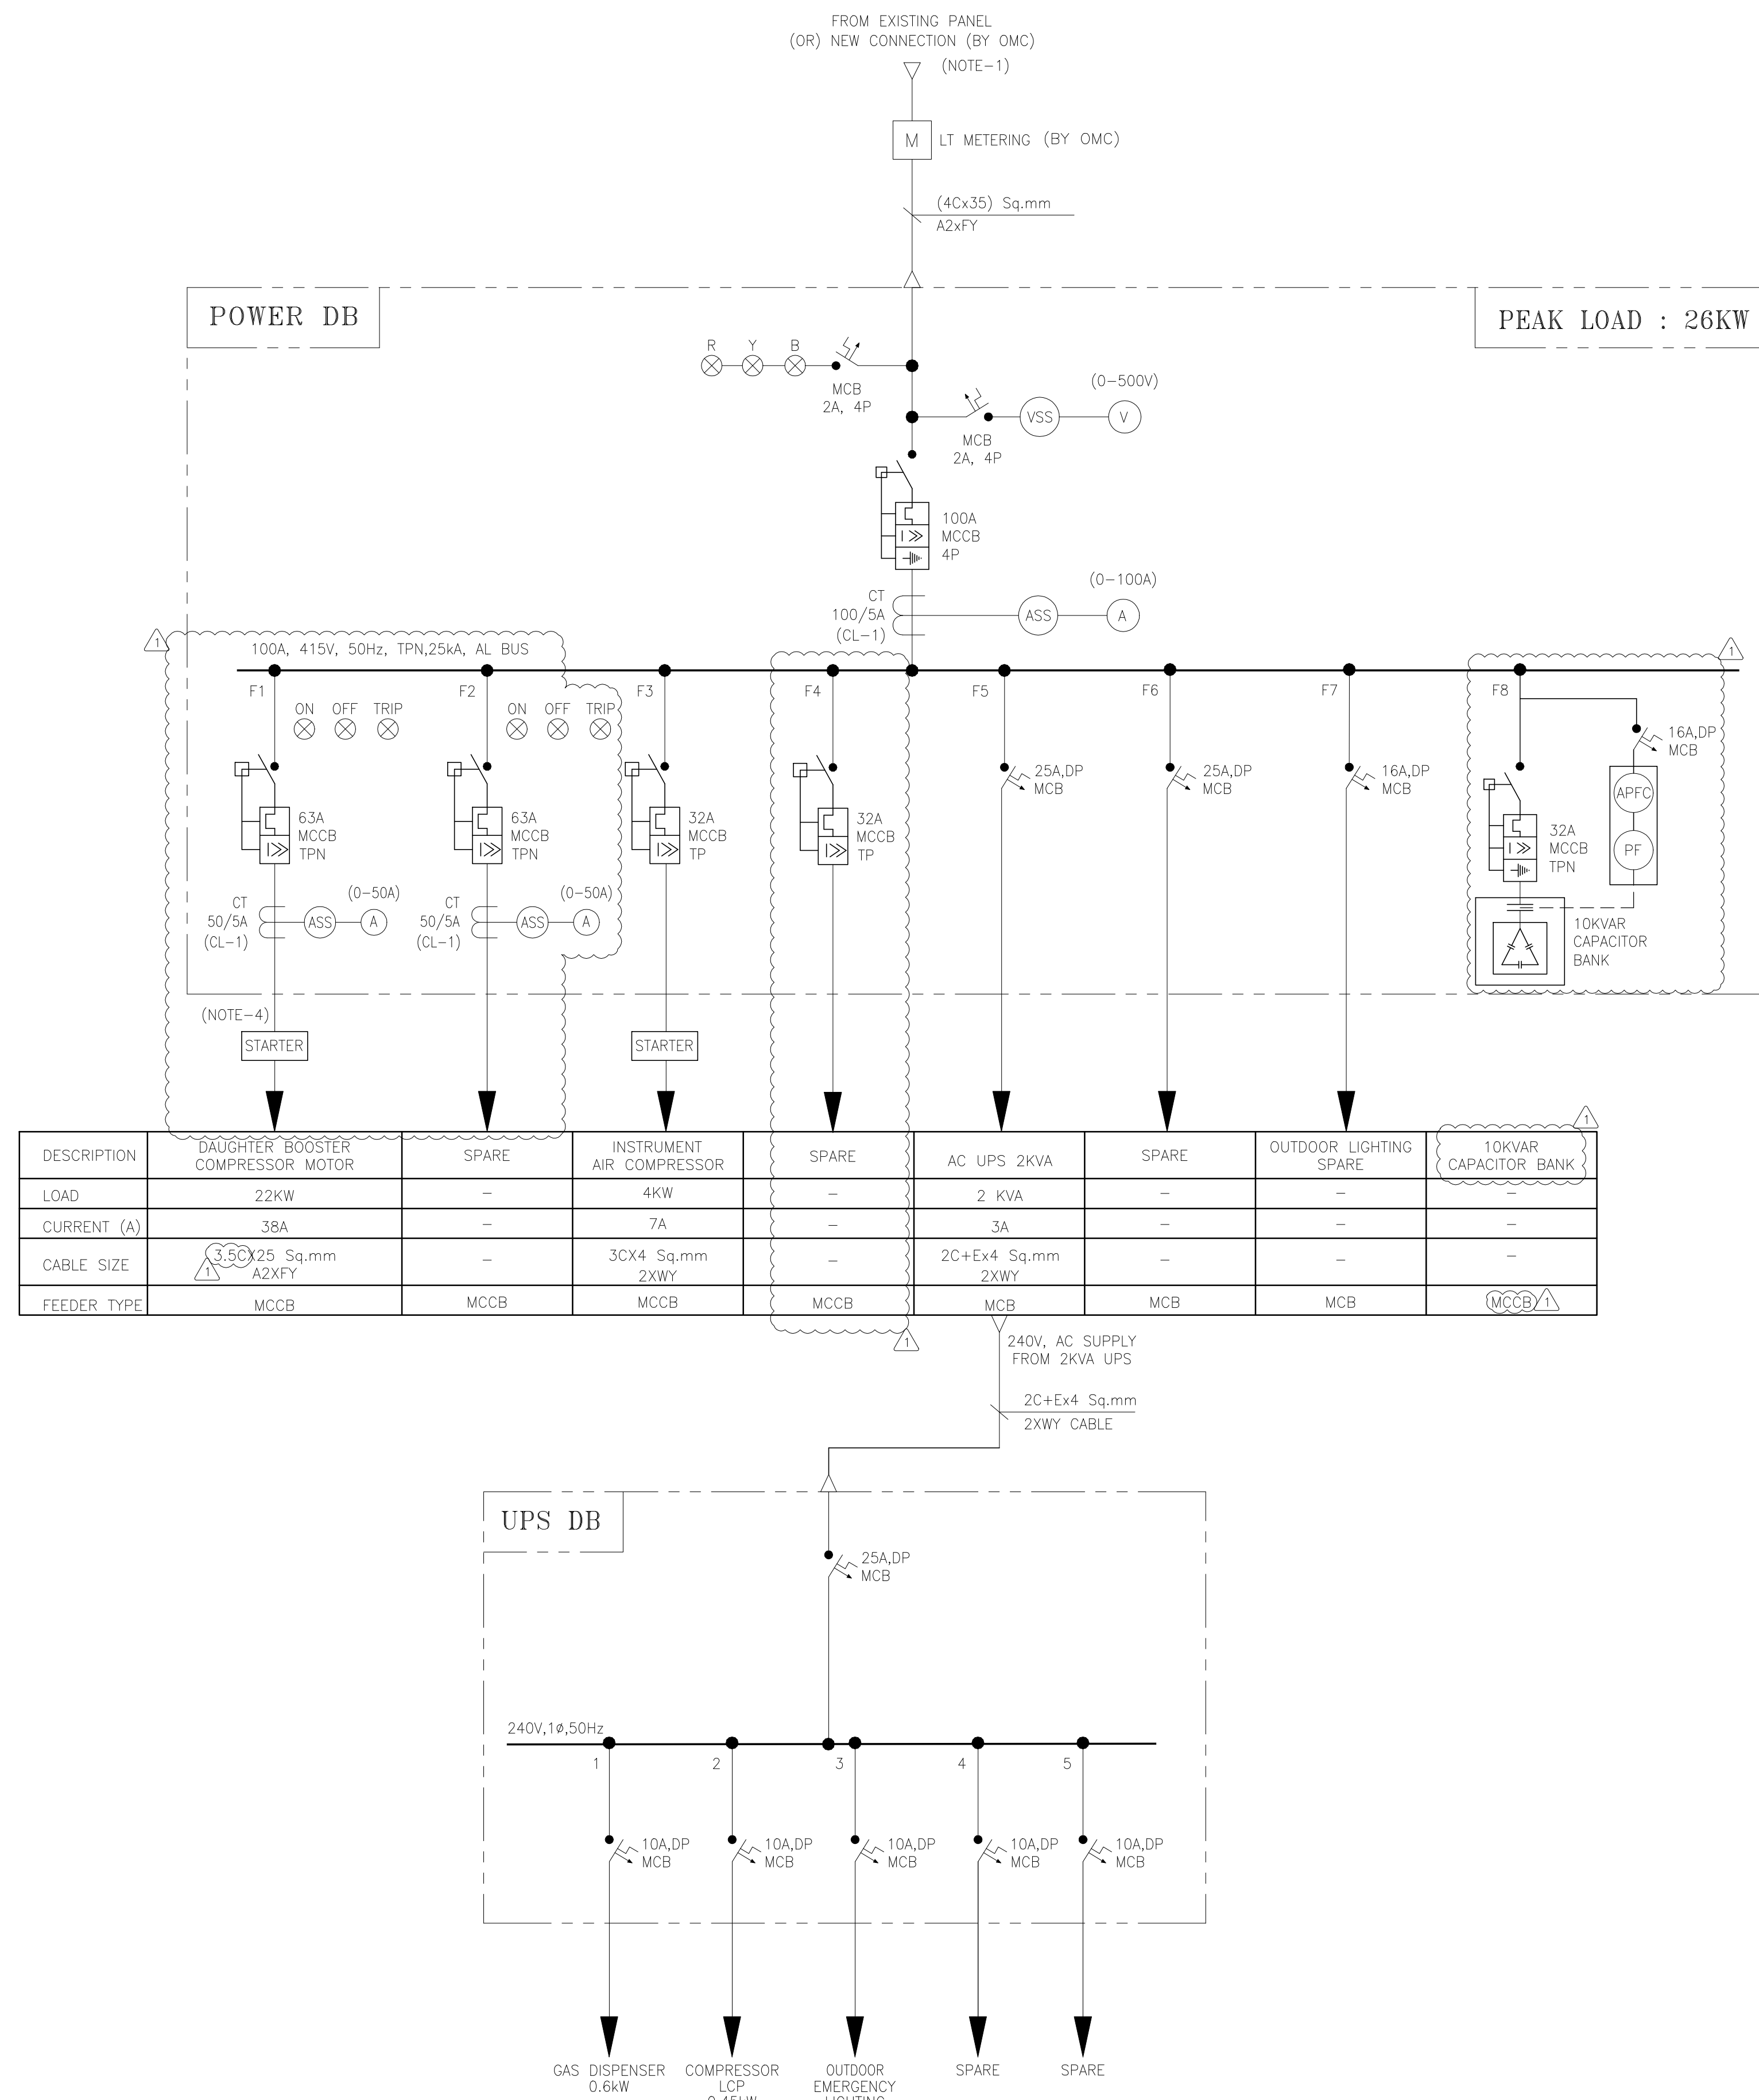 FROM EXISTING PANEL
(OR) NEW CONNECTION (BY OMC)
(NOTE-1)
M
LT METERING (BY OMC)
(4Cx35) Sq.mm
A2xFY
POWER DB
PEAK LOAD : 26KW
R Y B
MCB
2A, 4P
(0-500V)
VSS
V
MCB
2A, 4P
100A
MCCB
4P
CT
100/5A
(CL-1)
(0-100A)
ASS
A
1
100A, 415V, 50Hz, TPN,25kA, AL BUS
1
F1 F2 F3 F4 F5 F6 F7 F8
ON OFF TRIP
ON OFF TRIP
63A
MCCB
TPN
63A
MCCB
TPN
32A
MCCB
TP
32A
MCCB
TP
25A,DP
MCB
25A,DP
MCB
16A,DP
MCB
16A,DP
MCB
APFC
PF
32A
MCCB
TPN
10KVAR
CAPACITOR
BANK
CT
50/5A
(CL-1)
ASS
A
(0-50A)
CT
50/5A
(CL-1)
ASS
A
(0-50A)
(NOTE-4)
STARTER
STARTER
1
DESCRIPTION
DAUGHTER BOOSTER
COMPRESSOR MOTOR
SPARE
INSTRUMENT
AIR COMPRESSOR
SPARE
AC UPS 2KVA
SPARE
OUTDOOR LIGHTING
SPARE
10KVAR
CAPACITOR BANK
LOAD 22KW - 4KW - 2 KVA - - -
CURRENT (A) 38A - 7A - 3A - - -
CABLE SIZE
3.5CX25 Sq.mm
A2XFY
1
-
3CX4 Sq.mm
2XWY
-
2C+Ex4 Sq.mm
2XWY
-
-
-
FEEDER TYPE MCCB MCCB MCCB MCCB MCB MCB MCB MCCB 1
1
240V, AC SUPPLY
FROM 2KVA UPS
2C+Ex4 Sq.mm
2XWY CABLE
UPS DB
25A,DP
MCB
240V,1ø,50Hz
1 2 3 4 5
10A,DP
MCB
10A,DP
MCB
10A,DP
MCB
10A,DP
MCB
10A,DP
MCB
GAS DISPENSER
0.6kW
COMPRESSOR
LCP
OUTDOOR
EMERGENCY
SPARE
SPARE